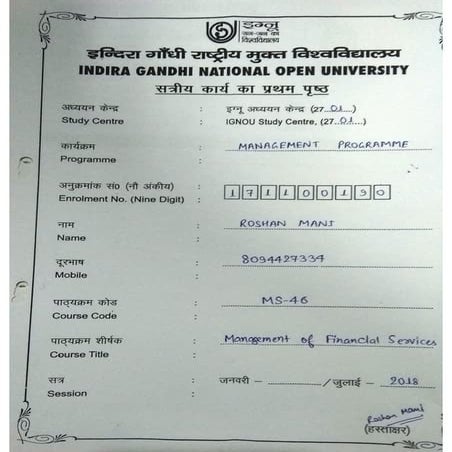 इग्नू
जन-जन का
विश्वविद्यालय
इन्दिरा गाँधी राष्ट्रीय मुक्त विश्वविद्यालय
INDIRA GANDHI NATIONAL OPEN UNIVERSITY
सत्रीय कार्य का प्रथम पृष्ठ
अध्ययन केन्द्र : इग्नू अध्ययन केन्द्र (27 01 )
Study Centre : IGNOU Study Centre, (27 01 )
कार्यक्रम : MANAGEMENT PROGRAMME
Programme :
अनुक्रमांक सं0 (नौ अंकीय) :
Enrolment No. (Nine Digit) : 171100190
नाम : ROSHAN MANI
Name :
दूरभाष : 8094427334
Mobile :
पाठ्यक्रम कोड : MS-46
Course Code :
पाठ्यक्रम शीर्षक : Management of Financial Services
Course Title :
सत्र : जनवरी - / जुलाई - 2018
Session :
Roshan Mani
(हस्ताक्षर)